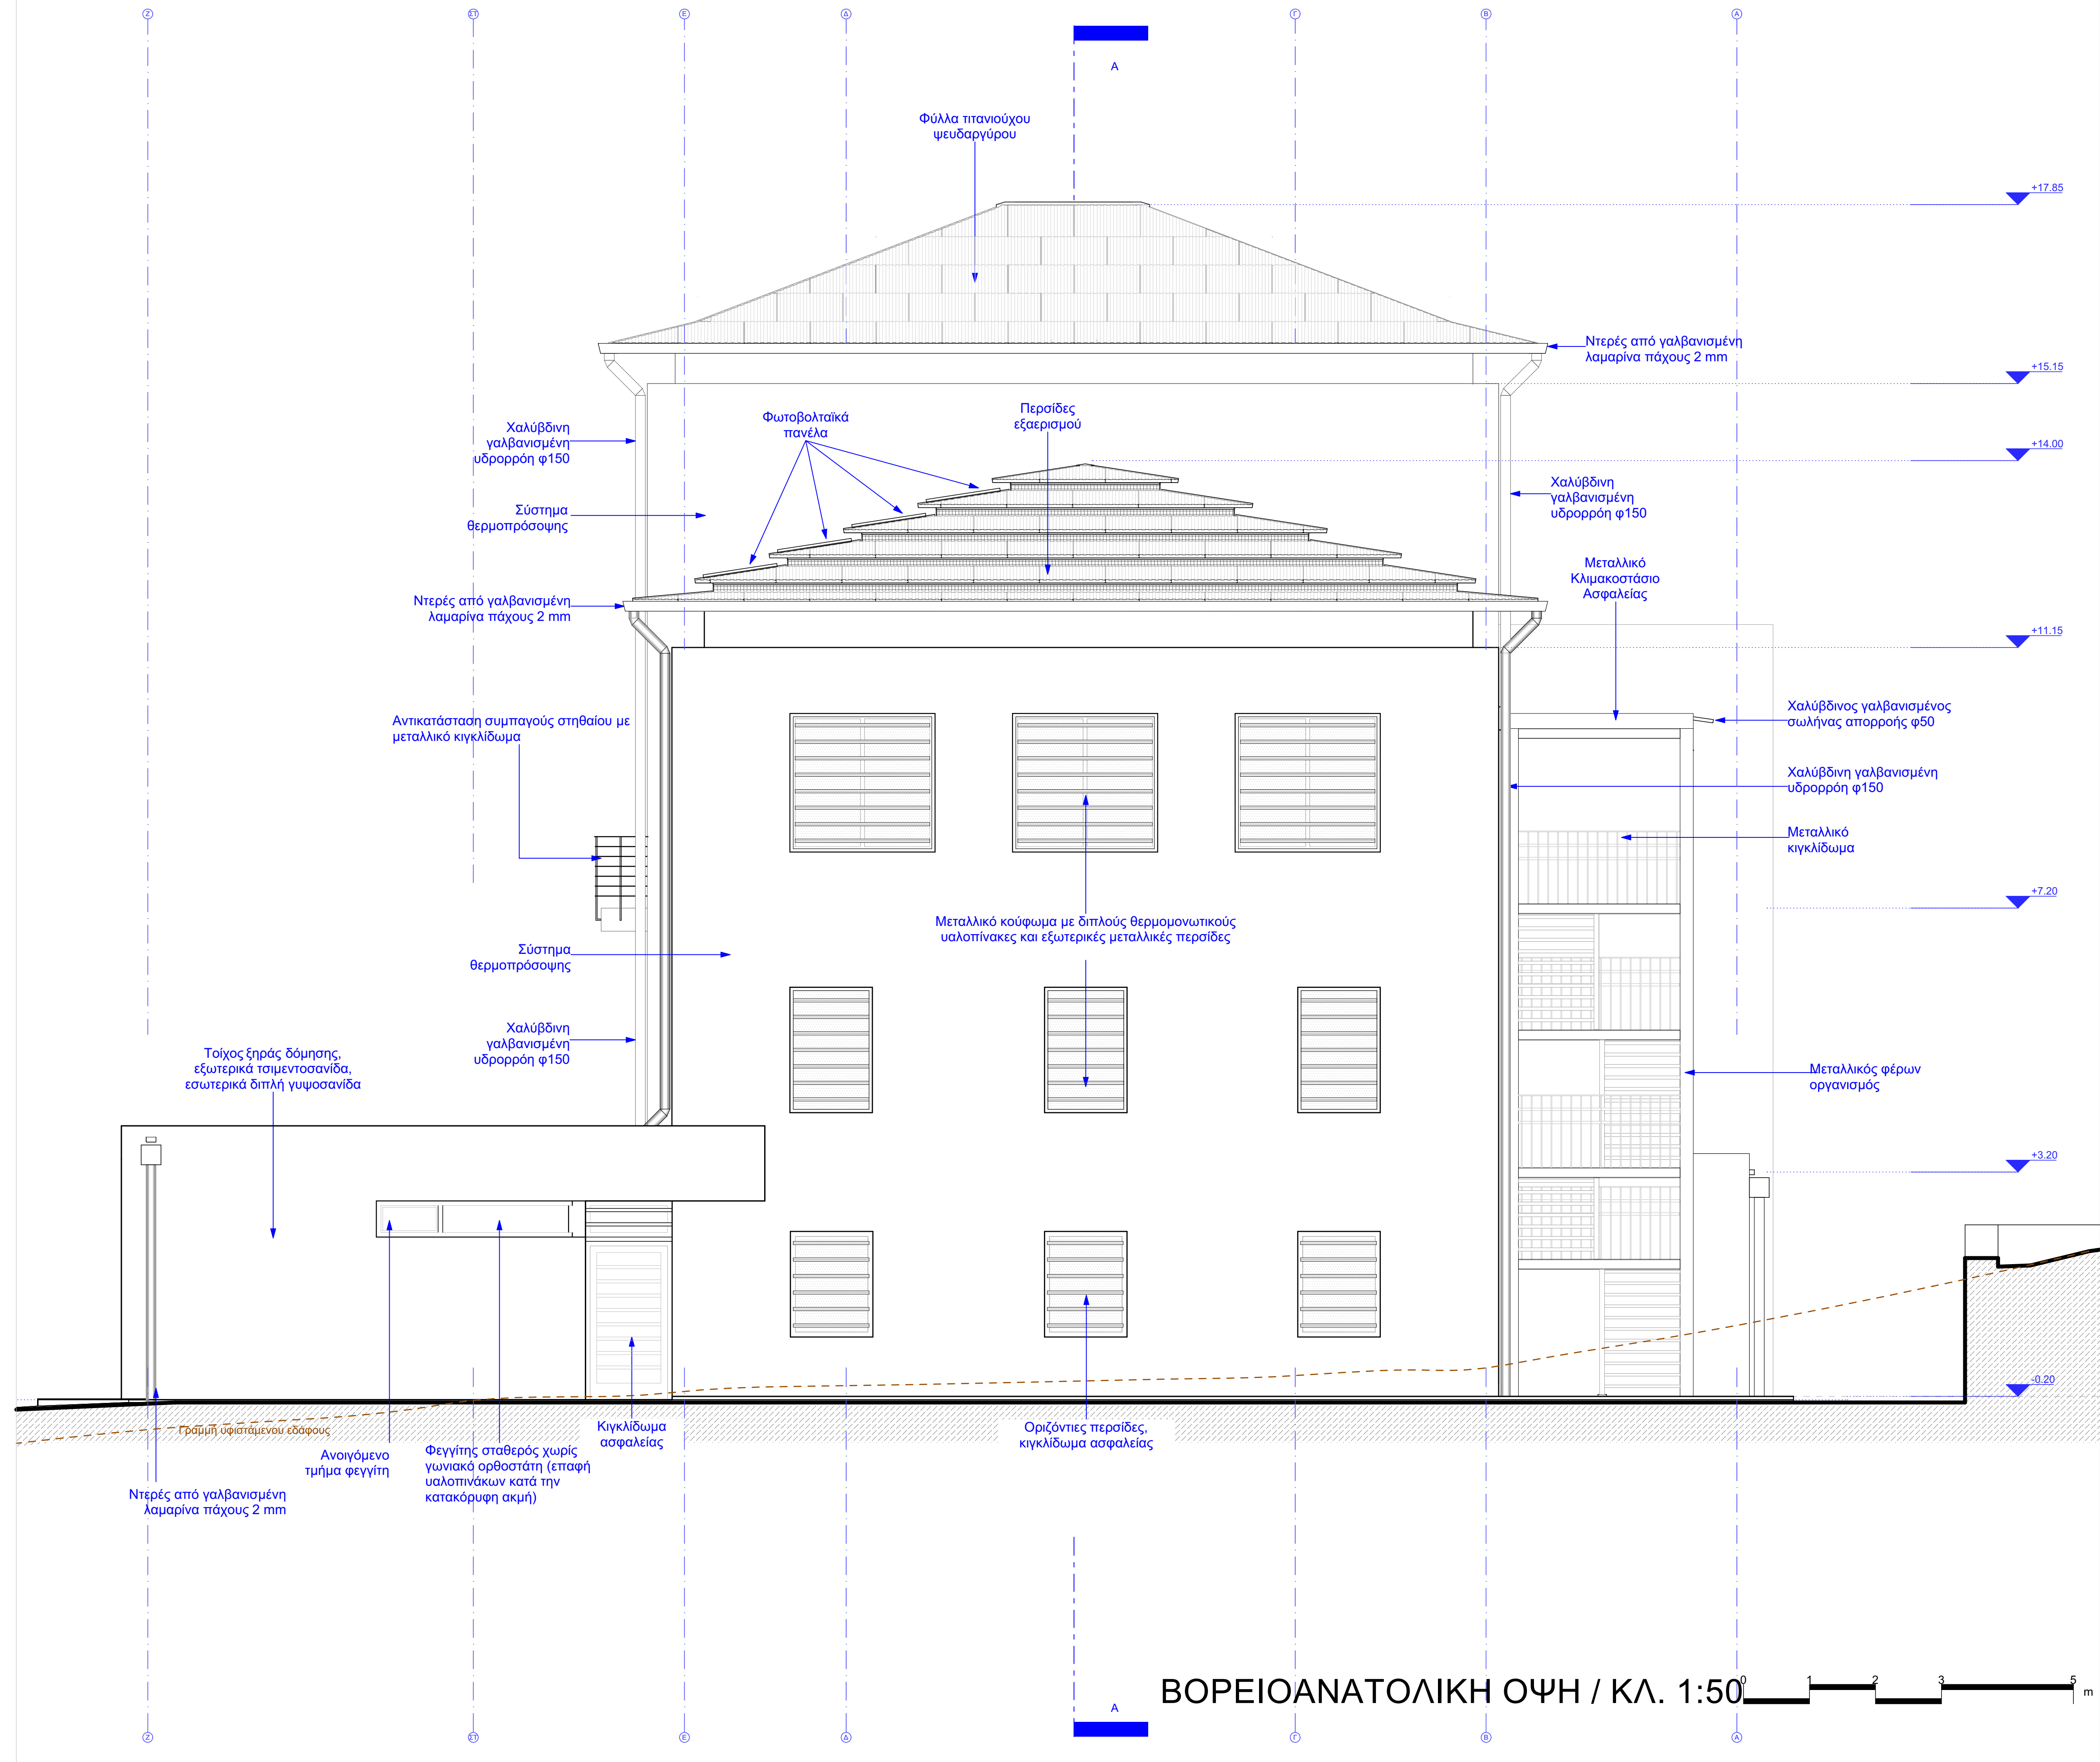 Ζ
ΣΤ
Ε
Δ
Γ
Β
Α
Α
Φύλλα τιτανιούχου
ψευδαργύρου
+17.85
Ντερές από γαλβανισμένη
λαμαρίνα πάχους 2 mm
+15.15
Φωτοβολταϊκά
πανέλα
Περσίδες
εξαερισμού
Χαλύβδινη
γαλβανισμένη
υδρορρόη φ150
+14.00
Χαλύβδινη
γαλβανισμένη
υδρορρόη φ150
Σύστημα
θερμοπρόσοψης
Μεταλλικό
Κλιμακοστάσιο
Ασφαλείας
Ντερές από γαλβανισμένη
λαμαρίνα πάχους 2 mm
+11.15
Αντικατάσταση συμπαγούς στηθαίου με
μεταλλικό κιγκλίδωμα
Χαλύβδινος γαλβανισμένος
σωλήνας απορροής φ50
Χαλύβδινη γαλβανισμένη
υδρορρόη φ150
Μεταλλικό
κιγκλίδωμα
+7.20
Μεταλλικό κούφωμα με διπλούς θερμομονωτικούς
υαλοπίνακες και εξωτερικές μεταλλικές περσίδες
Σύστημα
θερμοπρόσοψης
Χαλύβδινη
γαλβανισμένη
υδρορρόη φ150
Τοίχος ξηράς δόμησης,
εξωτερικά τσιμεντοσανίδα,
εσωτερικά διπλή γυψοσανίδα
Μεταλλικός φέρων
οργανισμός
+3.20
-0.20
Γραμμή υφιστάμενου εδάφους
Κιγκλίδωμα
ασφαλείας
Οριζόντιες περσίδες,
κιγκλίδωμα ασφαλείας
Ανοιγόμενο
τμήμα φεγγίτη
Φεγγίτης σταθερός χωρίς
γωνιακό ορθοστάτη (επαφή
υαλοπινάκων κατά την
κατακόρυφη ακμή)
Ντερές από γαλβανισμένη
λαμαρίνα πάχους 2 mm
ΒΟΡΕΙΟΑΝΑΤΟΛΙΚΗ ΟΨΗ / ΚΛ. 1:50
0 1 2 3 5
m
Α
Ζ
ΣΤ
Ε
Δ
Γ
Β
Α